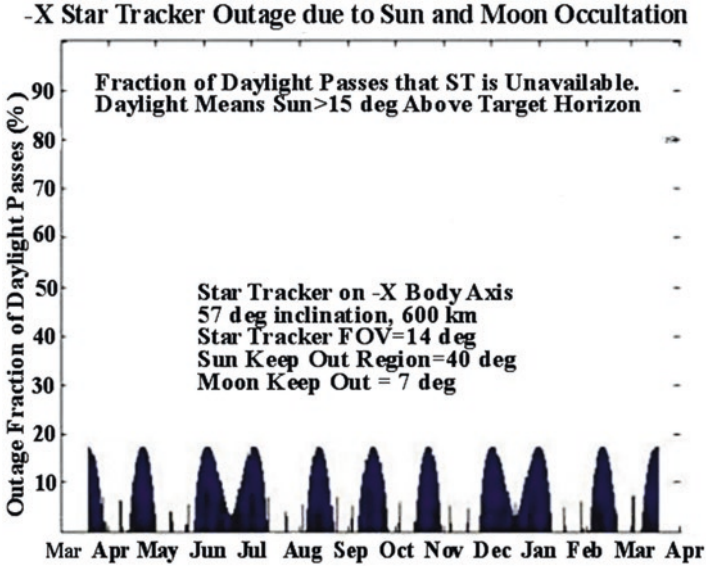 -X Star Tracker Outage due to Sun and Moon Occultation
Fraction of Daylight Passes that ST is Unavailable.
Daylight Means Sun>15 deg Above Target Horizon
Outage Fraction of Daylight Passes (%)
90
80
70
60
50
40
30
20
10
Star Tracker on -X Body Axis
57 deg inclination, 600 km
Star Tracker FOV=14 deg
Sun Keep Out Region=40 deg
Moon Keep Out = 7 deg
Mar Apr May Jun Jul Aug Sep Oct Nov Dec Jan Feb Mar Apr